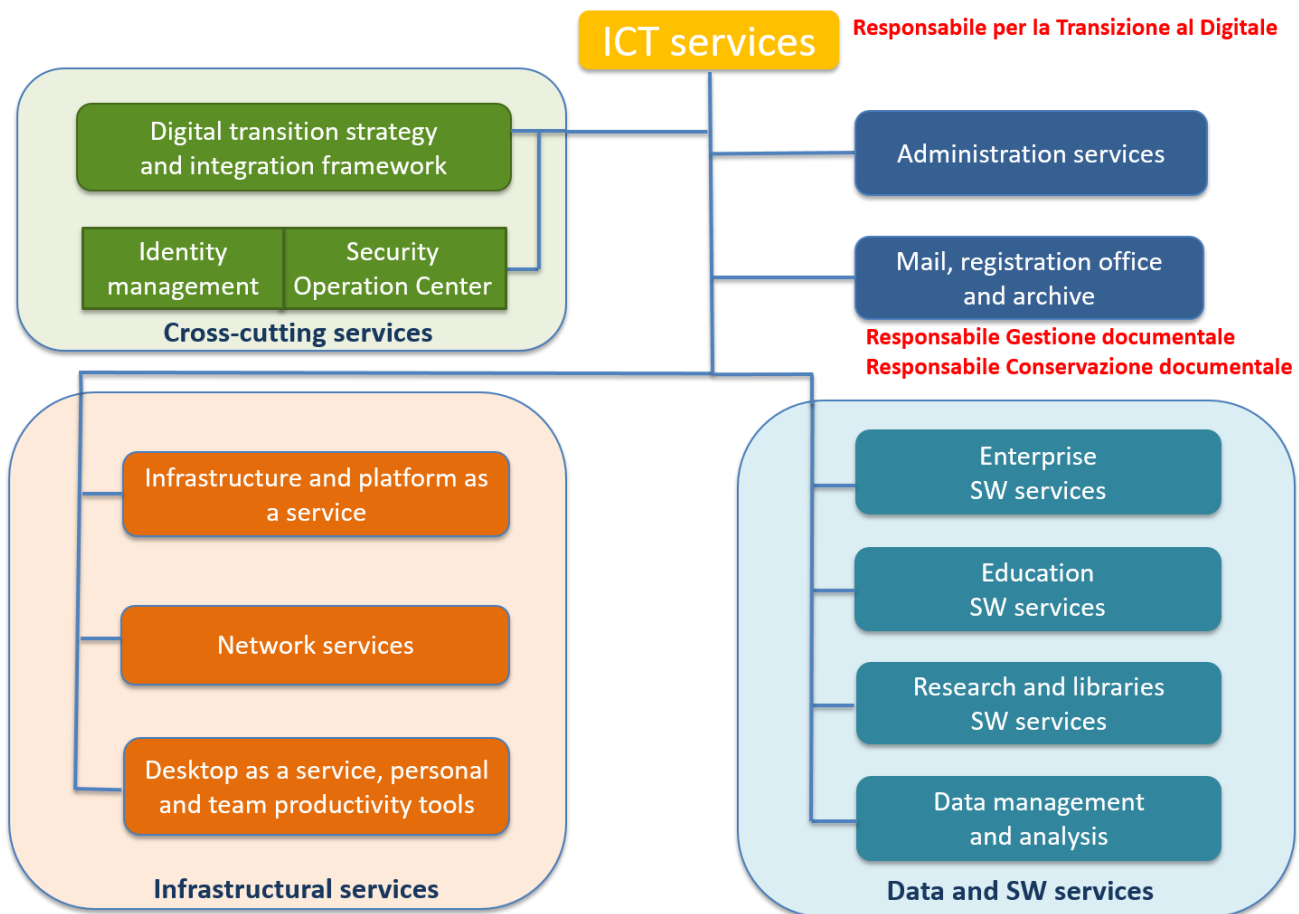 ICT services
Responsabile per la Transizione al Digitale
Digital transition strategy
and integration framework
Identity
management
Security
Operation Center
Cross-cutting services
Administration services
Mail, registration office
and archive
Responsabile Gestione documentale
Responsabile Conservazione documentale
Infrastructure and platform as
a service
Network services
Desktop as a service, personal
and team productivity tools
Infrastructural services
Enterprise
SW services
Education
SW services
Research and libraries
SW services
Data management
and analysis
Data and SW services